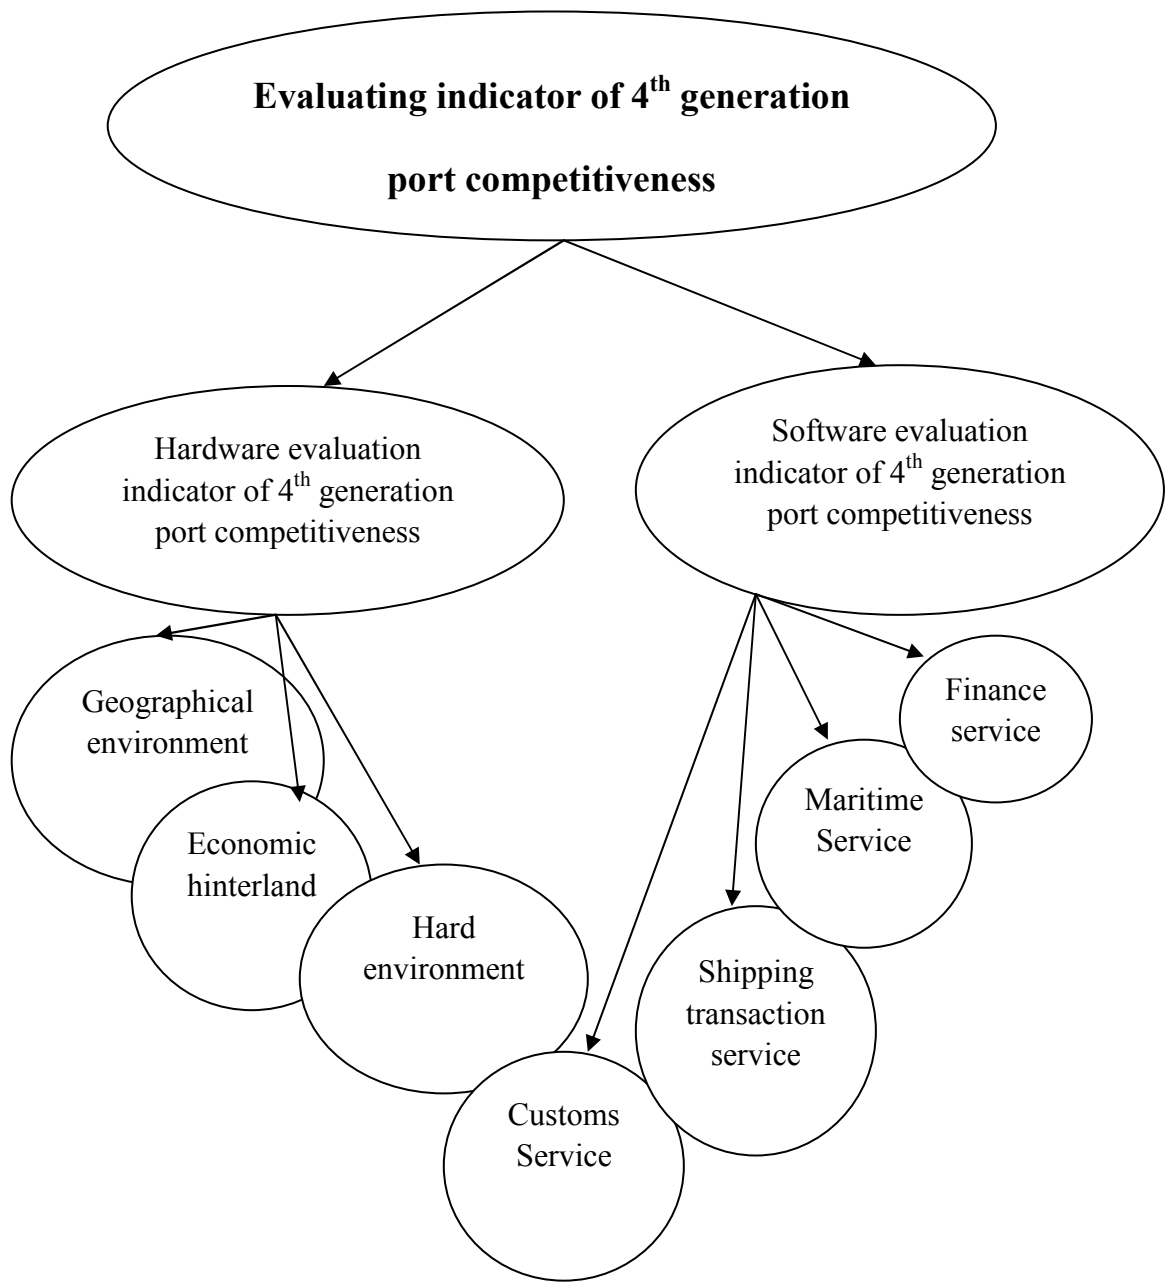 Evaluating indicator of 4th generation
port competitiveness
Hardware evaluation
indicator of 4th generation
port competitiveness
Software evaluation
indicator of 4th generation
port competitiveness
Geographical
environment
Economic
hinterland
Hard
environment
Customs
Service
Shipping
transaction
service
Maritime
Service
Finance
service